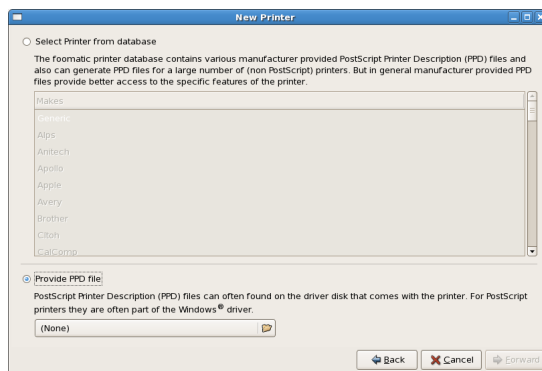 New Printer
Select Printer from database
The foomatic printer database contains various manufacturer provided PostScript Printer Description (PPD) files and
also can generate PPD files for a large number of (non PostScript) printers. But in general manufacturer provided PPD
files provide better access to the specific features of the printer.
Makes
Generic
Alps
Anitech
Apollo
Apple
Avery
Brother
CItoh
CalComp
Provide PPD file
PostScript Printer Description (PPD) files can often found on the driver disk that comes with the printer. For PostScript
printers they are often part of the Windows® driver.
(None)
Back
Cancel
Forward